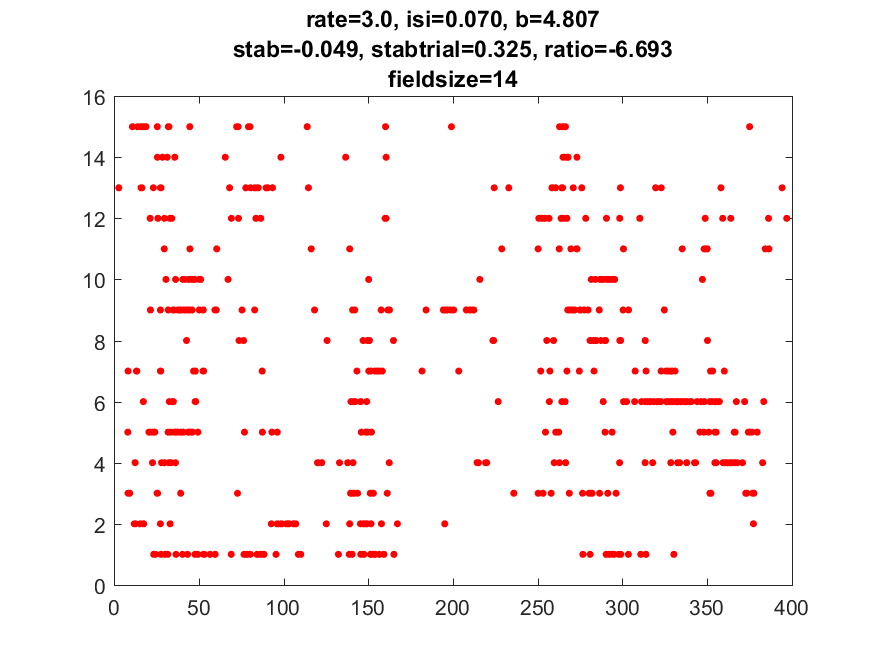 rate=3.0, isi=0.070, b=4.807
stab=-0.049, stabtrial=0.325, ratio=-6.693
fieldsize=14
16
14
12
10
8
6
4
2
0
0 50 100 150 200 250 300 350 400